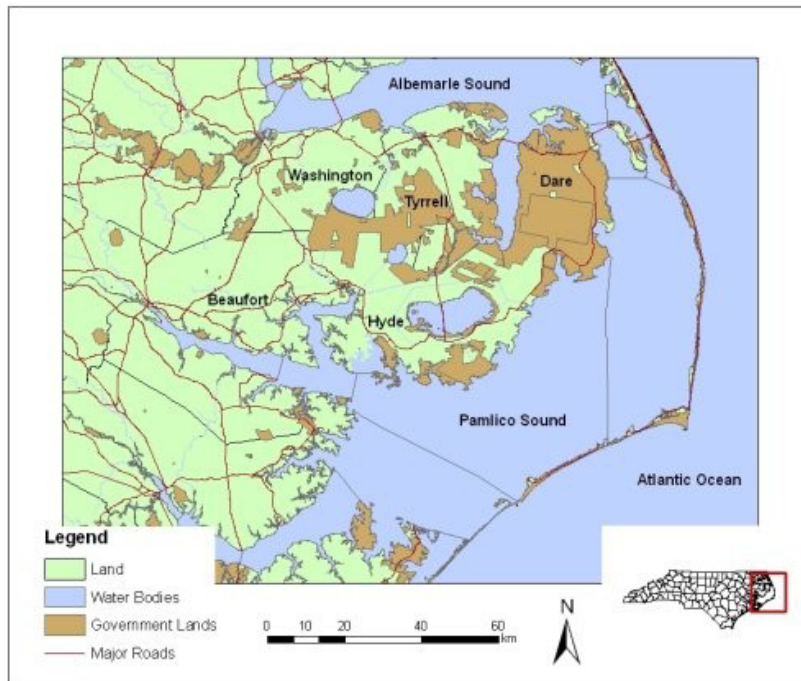 Albemarle Sound
Washington
Tyrrell
Dare
Beaufort
Hyde
Pamlico Sound
Atlantic Ocean
Legend
Land
Water Bodies
Government Lands
Major Roads
0 10 20 40 60
km
N